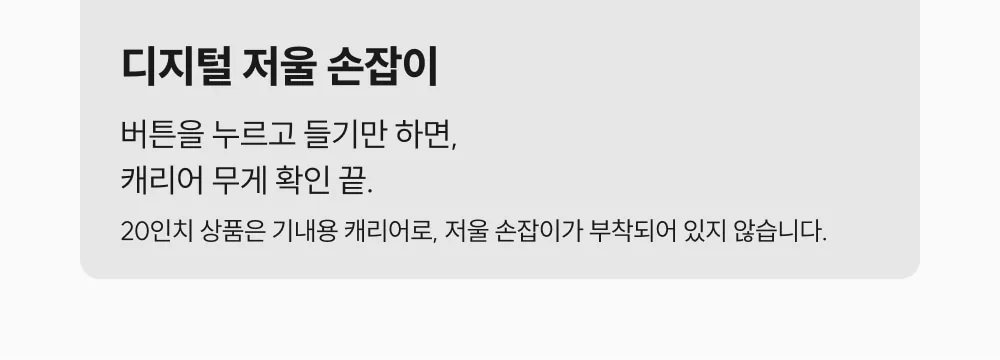 디지털 저울 손잡이
버튼을 누르고 들기만 하면,
캐리어 무게 확인 끝.
20인치 상품은 기내용 캐리어로, 저울 손잡이가 부착되어 있지 않습니다.